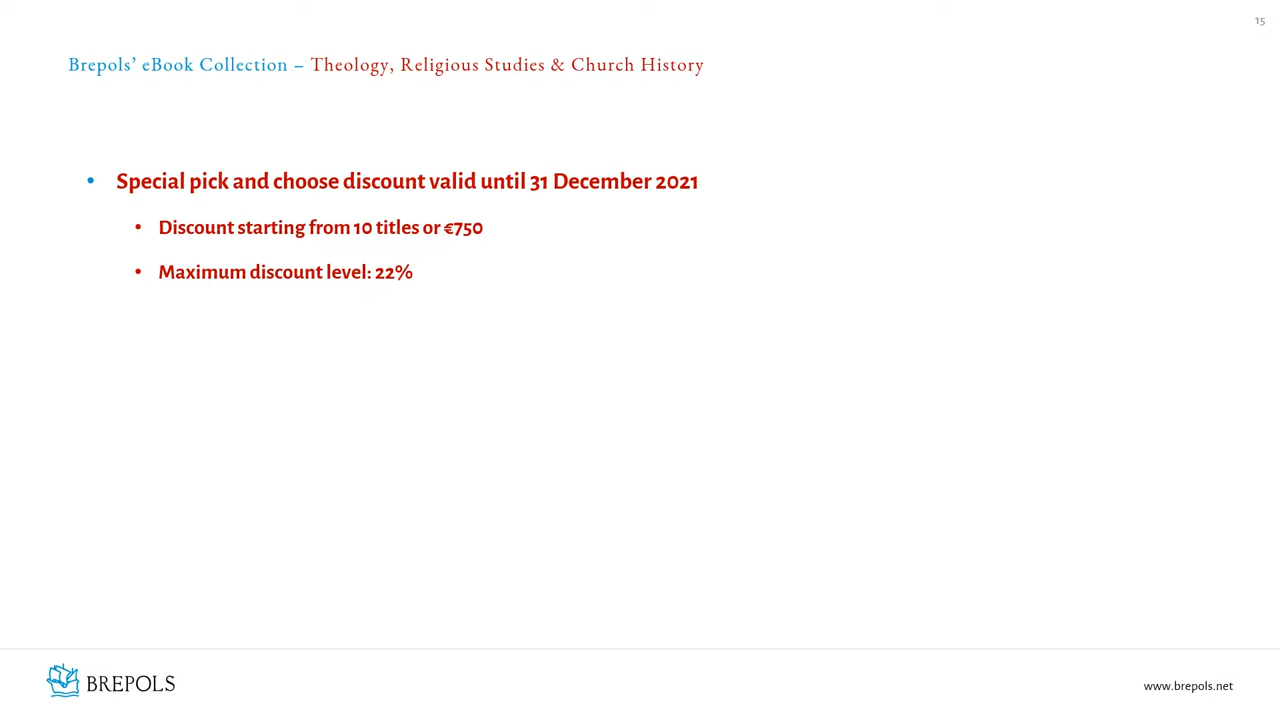 15
Brepols’ eBook Collection – Theology, Religious Studies & Church History
• Special pick and choose discount valid until 31 December 2021
• Discount starting from 10 titles or €750
• Maximum discount level: 22%
BREPOLS
www.brepols.net